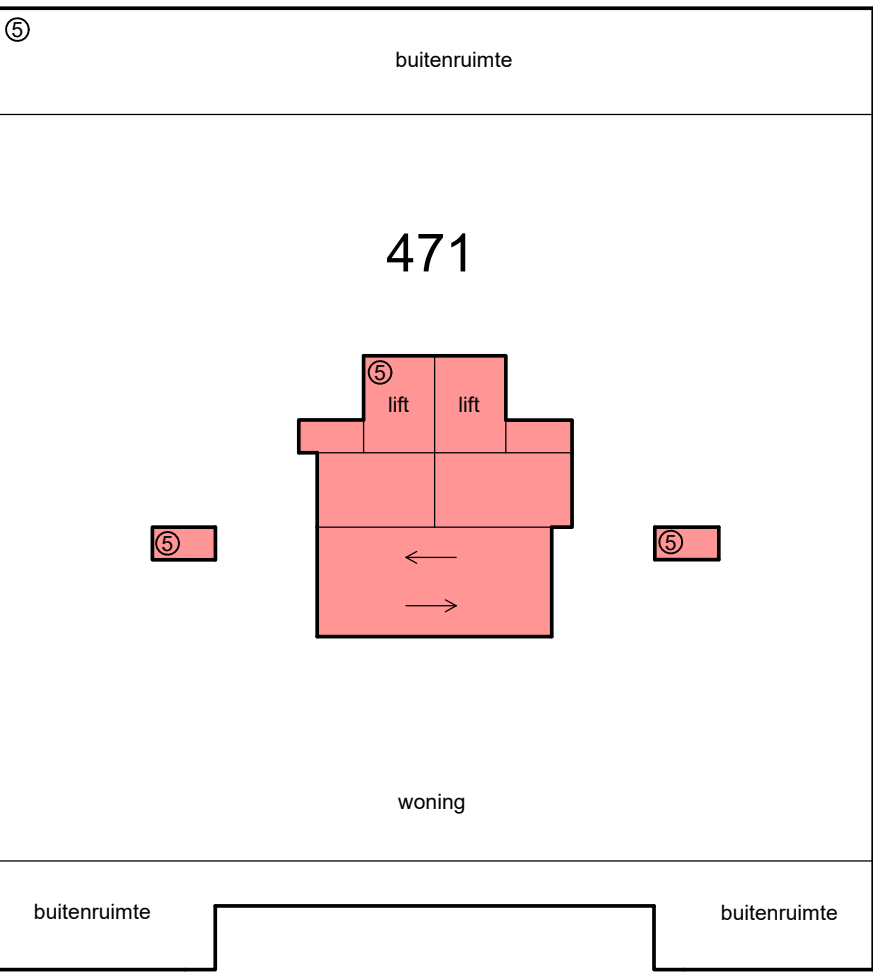 ⑤
buitenruimte
471
⑤
lift lift
⑤ ⑤
woning
buitenruimte buitenruimte